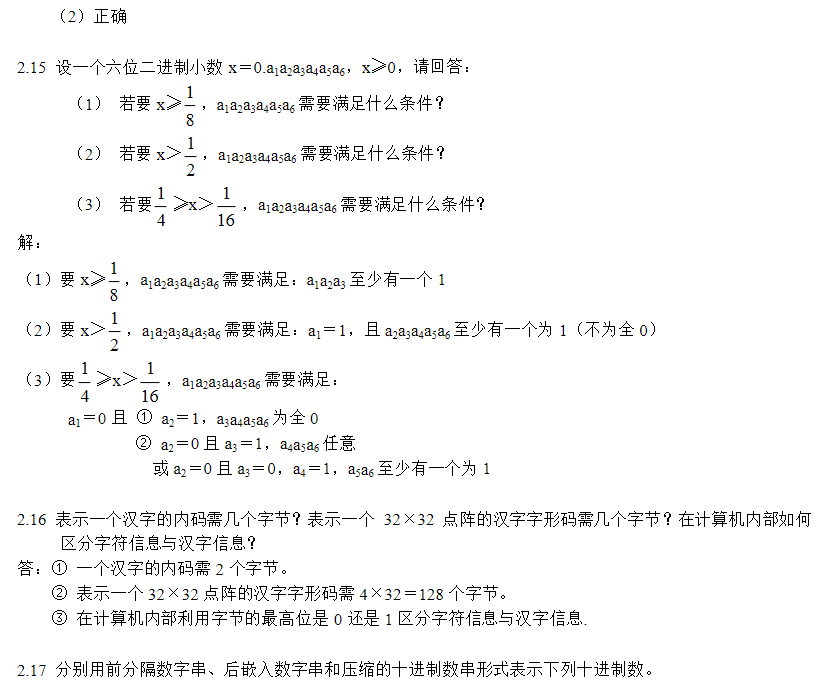 （2）正确
2.15 设一个六位二进制小数 x＝0.a₁a₂a₃a₄a₅a₆，x≥0，请回答：
（1） 若要 x≥1/8，a₁a₂a₃a₄a₅a₆ 需要满足什么条件？
（2） 若要 x＞1/2，a₁a₂a₃a₄a₅a₆ 需要满足什么条件？
（3） 若要 1/4≥x＞1/16，a₁a₂a₃a₄a₅a₆ 需要满足什么条件？
解：
（1）要 x≥1/8，a₁a₂a₃a₄a₅a₆ 需要满足：a₁a₂a₃ 至少有一个 1
（2）要 x＞1/2，a₁a₂a₃a₄a₅a₆ 需要满足：a₁＝1，且 a₂a₃a₄a₅a₆ 至少有一个为 1（不为全 0）
（3）要 1/4≥x＞1/16，a₁a₂a₃a₄a₅a₆ 需要满足：
a₁＝0 且 ① a₂＝1，a₃a₄a₅a₆ 为全 0
② a₂＝0 且 a₃＝1，a₄a₅a₆ 任意
或 a₂＝0 且 a₃＝0，a₄＝1，a₅a₆ 至少有一个为 1
2.16 表示一个汉字的内码需几个字节？表示一个 32×32 点阵的汉字字形码需几个字节？在计算机内部如何
区分字符信息与汉字信息？
答：① 一个汉字的内码需 2 个字节。
② 表示一个 32×32 点阵的汉字字形码需 4×32＝128 个字节。
③ 在计算机内部利用字节的最高位是 0 还是 1 区分字符信息与汉字信息.
2.17 分别用前分隔数字串、后嵌入数字串和压缩的十进制数串形式表示下列十进制数。